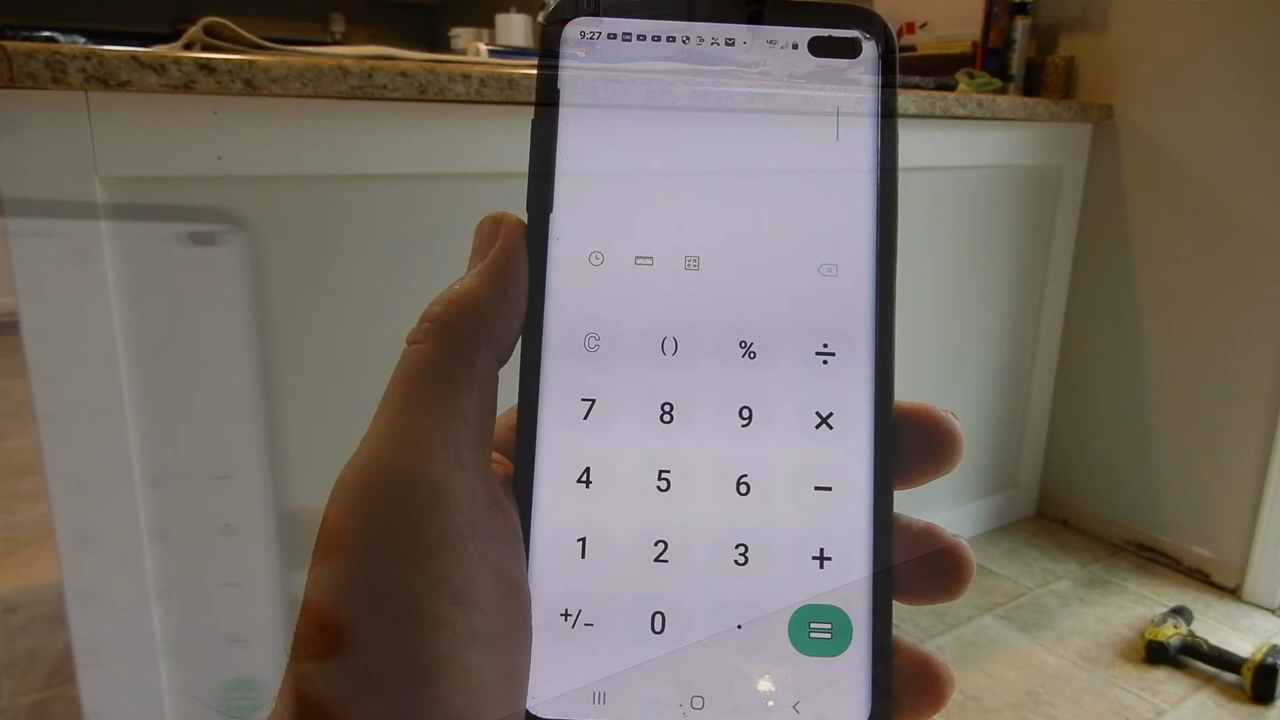 9:27
C ( ) % ÷
7 8 9 ×
4 5 6 −
1 2 3 +
+/− 0 . =